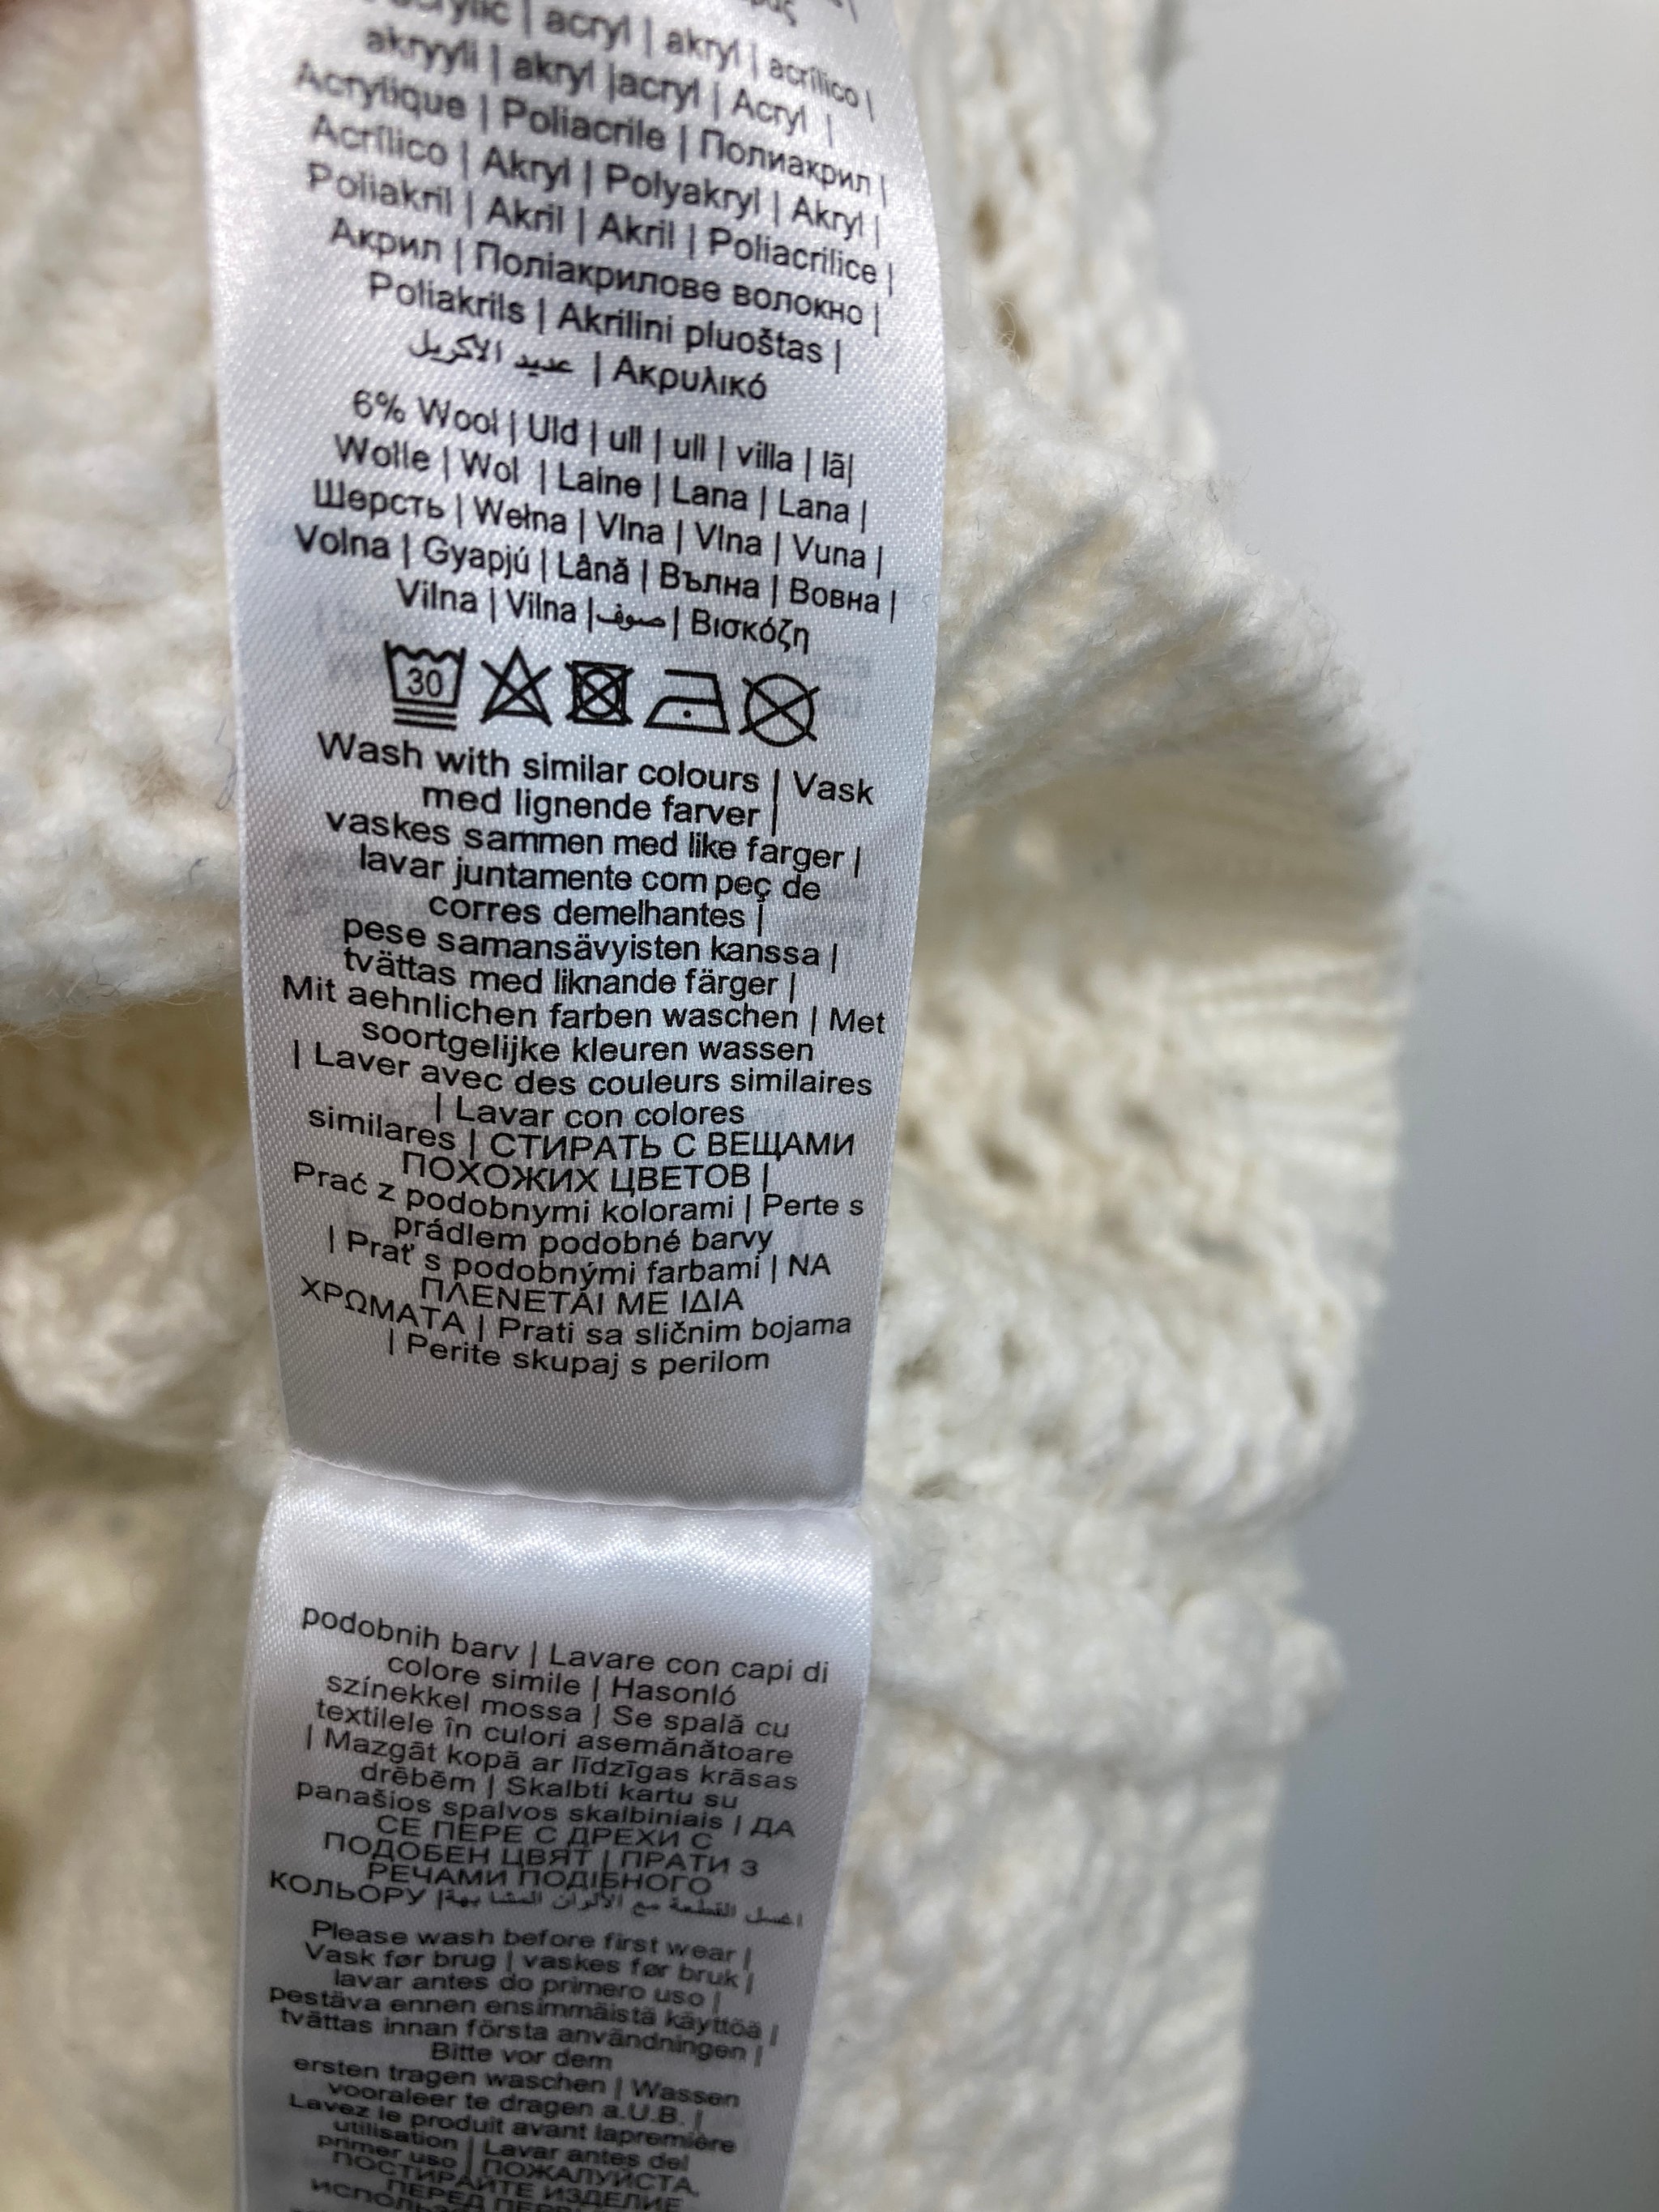 acryl | akryl | acrílico |
akryyli | akryl |acryl | Acryl |
Acrylique | Poliacrile | Полиакрил |
Acrílico | Akryl | Polyakryl | Akryl |
Poliakril | Akril | Akril | Poliacrilice |
Акрил | Поліакрилове волокно |
Poliakrils | Akrilini pluoštas |
عديد الاكريل | Ακρυλικό
6% Wool | Uld | ull | ull | villa | lã|
Wolle | Wol | Laine | Lana | Lana |
Шерсть | Wełna | Vlna | Vlna | Vuna |
Volna | Gyapjú | Lână | Вълна | Вовна |
Vilna | Vilna |صوف| Βισκόζη
30
Wash with similar colours | Vask
med lignende farver |
vaskes sammen med like farger |
lavar juntamente com peç de
corres demelhantes |
pese samansävyisten kanssa |
tvättas med liknande färger |
Mit aehnlichen farben waschen | Met
soortgelijke kleuren wassen
| Laver avec des couleurs similaires
| Lavar con colores
similares | СТИРАТЬ С ВЕЩАМИ
ПОХОЖИХ ЦВЕТОВ |
Prać z podobnymi kolorami | Perte s
prádlem podobné barvy
| Prať s podobnými farbami | NA
ΠΛΕΝΕΤΑΙ ΜΕ ΙΔΙΑ
ΧΡΩΜΑΤΑ | Prati sa sličnim bojama
| Perite skupaj s perilom
podobnih barv | Lavare con capi di
colore simile | Hasonló
színekkel mossa | Se spală cu
textilele în culori asemănătoare
| Mazgāt kopā ar līdzīgas krāsas
drēbēm | Skalbti kartu su
panašios spalvos skalbiniais | ДА
СЕ ПЕРЕ С ДРЕХИ С
ПОДОБЕН ЦВЯТ | ПРАТИ З
РЕЧАМИ ПОДІБНОГО
КОЛЬОРУ |اغسل القطعة مع الألوان المشابهة
Please wash before first wear |
Vask før brug | vaskes før bruk |
lavar antes do primero uso |
pestäva ennen ensimmäistä käyttöä |
tvättas innan första användningen |
Bitte vor dem
ersten tragen waschen | Wassen
vooraleer te dragen a.U.B. |
Lavez le produit avant lapremière
utilisation | Lavar antes del
primer uso | ПОЖАЛУЙСТА,
ПОСТИРАЙТЕ ИЗДЕЛИЕ
ПЕРЕД